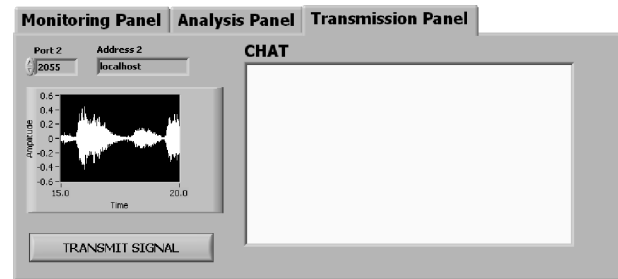 Monitoring Panel Analysis Panel Transmission Panel
Port 2 Address 2
2055 localhost
CHAT
0.6
0.4
0.2
0
-0.2
-0.4
-0.6
Amplitude
15.0 20.0
Time
TRANSMIT SIGNAL